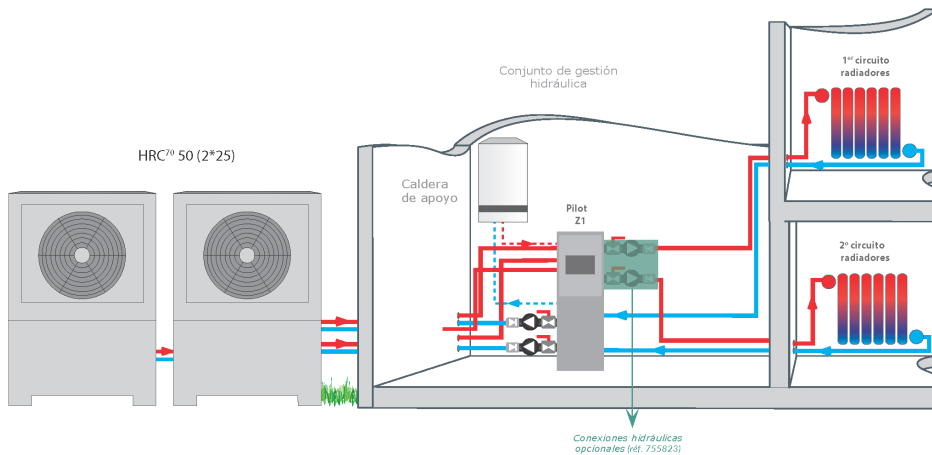 Conjunto de gestión
hidráulica
1er circuito
radiadores
HRC⁷⁰ 50 (2*25)
Caldera
de apoyo
Pilot
Z1
2º circuito
radiadores
Conexiones hidráulicas
opcionales (réf. 755823)